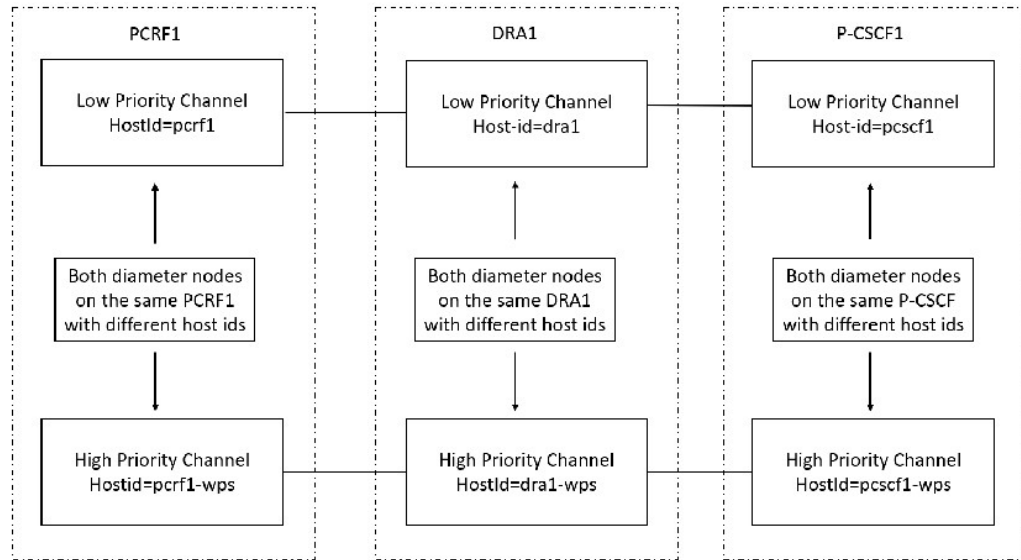 PCRF1
DRA1
P-CSCF1
Low Priority Channel
HostId=pcrf1
Low Priority Channel
Host-id=dra1
Low Priority Channel
Host-id=pcscf1
Both diameter nodes
on the same PCRF1
with different host ids
Both diameter nodes
on the same DRA1
with different host ids
Both diameter nodes
on the same P-CSCF
with different host ids
High Priority Channel
Hostid=pcrf1-wps
High Priority Channel
HostId=dra1-wps
High Priority Channel
HostId=pcscf1-wps